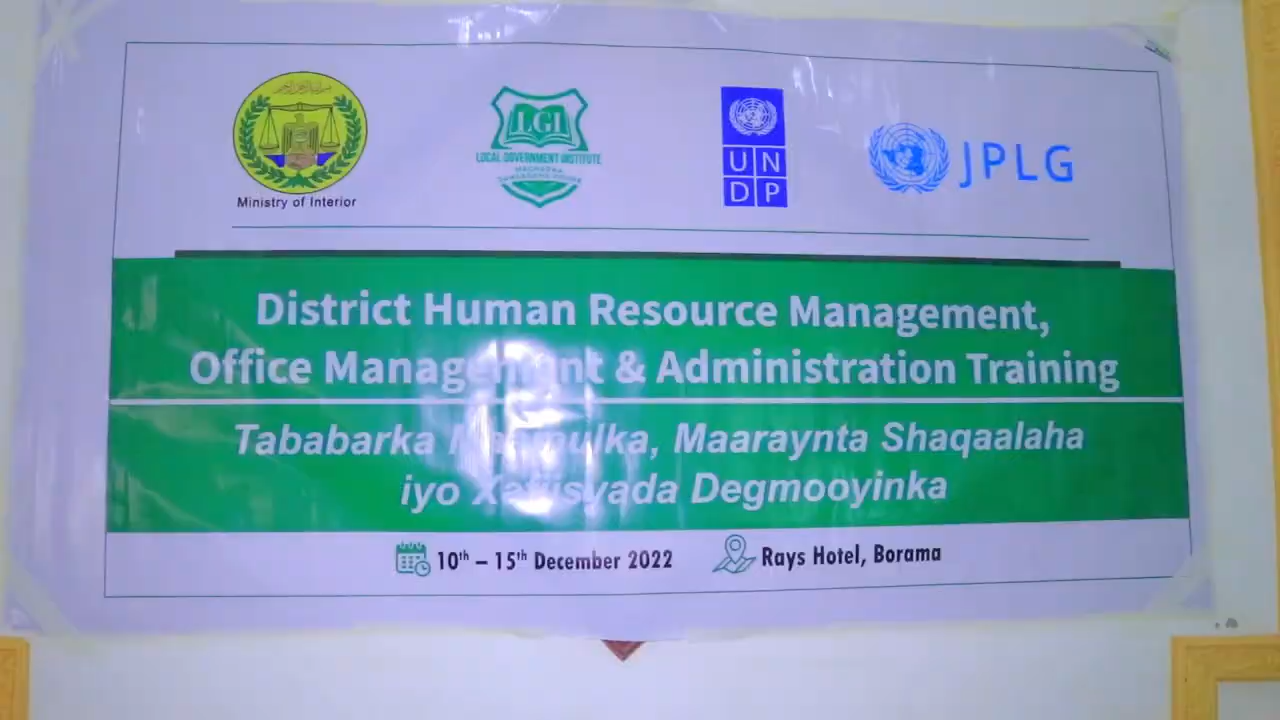 Ministry of Interior
LGI
LOCAL GOVERNMENT INSTITUTE
UN
DP
JPLG
District Human Resource Management,
Office Management & Administration Training
Tababarka Maamulka, Maaraynta Shaqaalaha
iyo Xafiisyada Degmooyinka
10th – 15th December 2022
Rays Hotel, Borama